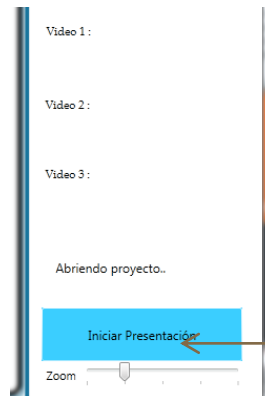 Video 1 :
Video 2 :
Video 3 :
Abriendo proyecto..
Iniciar Presentación
Zoom